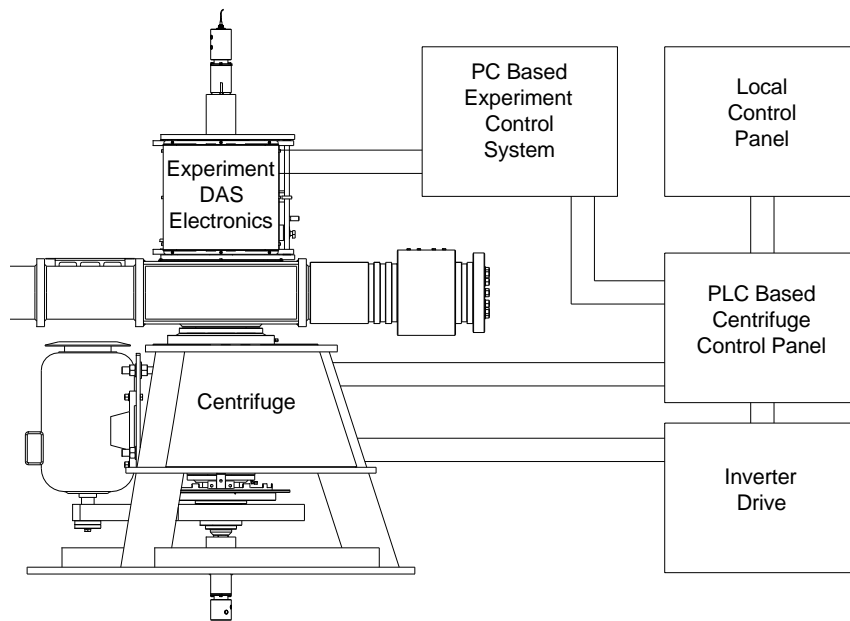 PC Based
Experiment
Control
System
Local
Control
Panel
Experiment
DAS
Electronics
PLC Based
Centrifuge
Control Panel
Centrifuge
Inverter
Drive